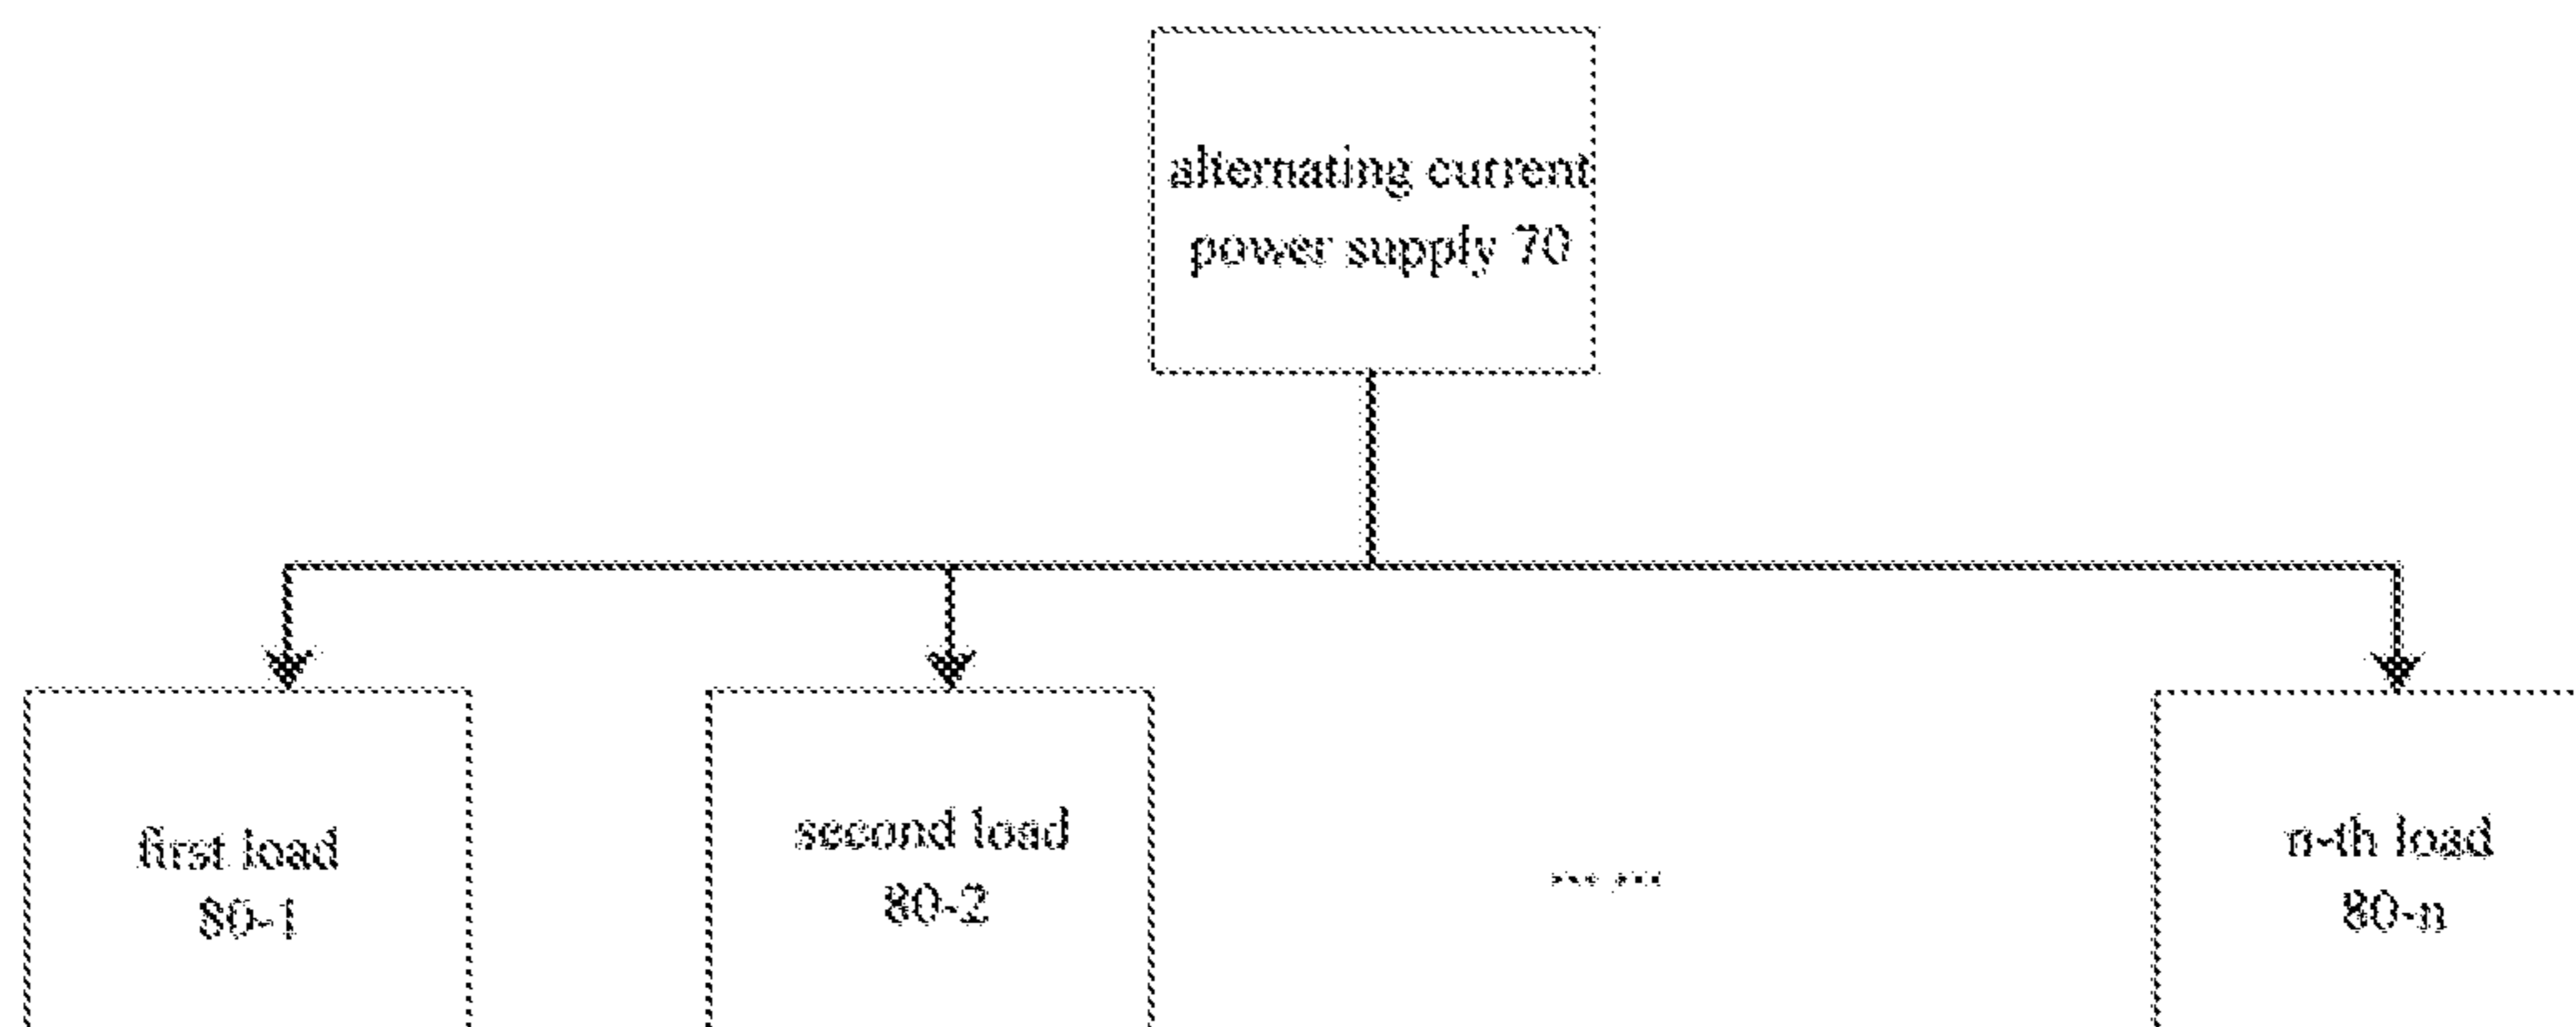 alternating current
power supply 70
first load
80-1
second load
80-2
... ...
n-th load
80-n